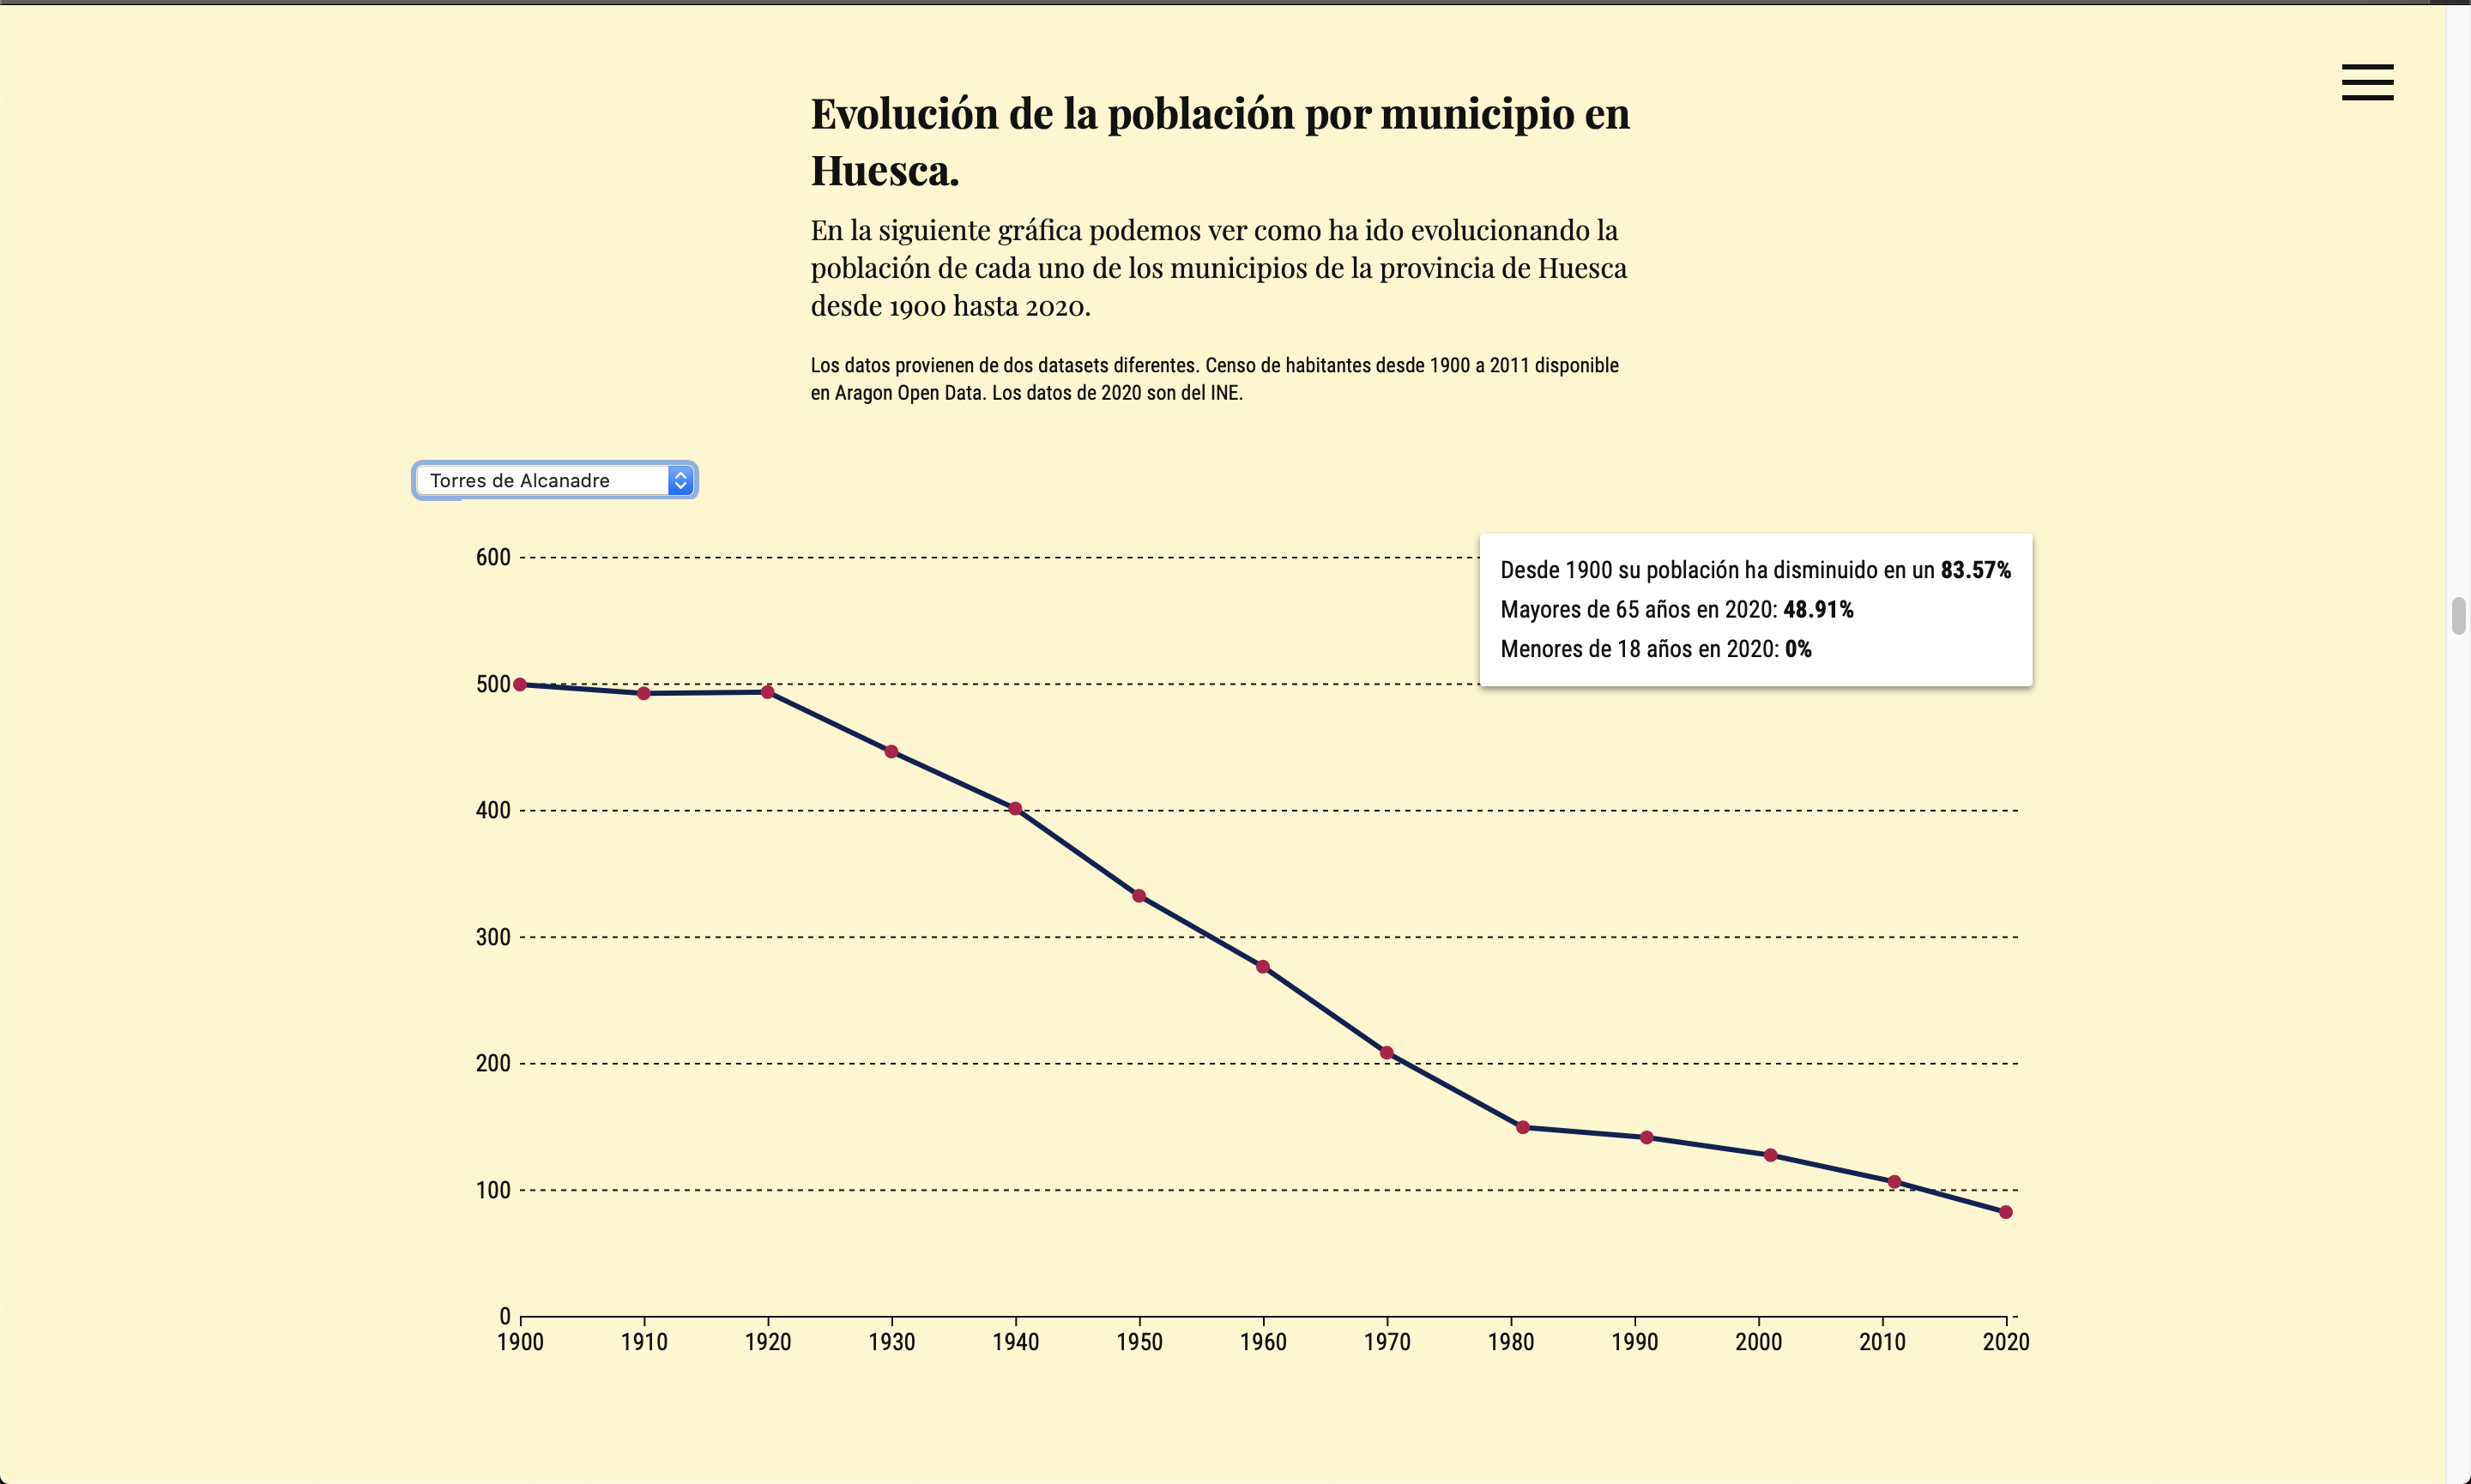 Evolución de la población por municipio en
Huesca.
En la siguiente gráfica podemos ver como ha ido evolucionando la
población de cada uno de los municipios de la provincia de Huesca
desde 1900 hasta 2020.
Los datos provienen de dos datasets diferentes. Censo de habitantes desde 1900 a 2011 disponible
en Aragon Open Data. Los datos de 2020 son del INE.
Torres de Alcanadre
Desde 1900 su población ha disminuido en un 83.57%
Mayores de 65 años en 2020: 48.91%
Menores de 18 años en 2020: 0%
600
500
400
300
200
100
0
1900 1910 1920 1930 1940 1950 1960 1970 1980 1990 2000 2010 2020